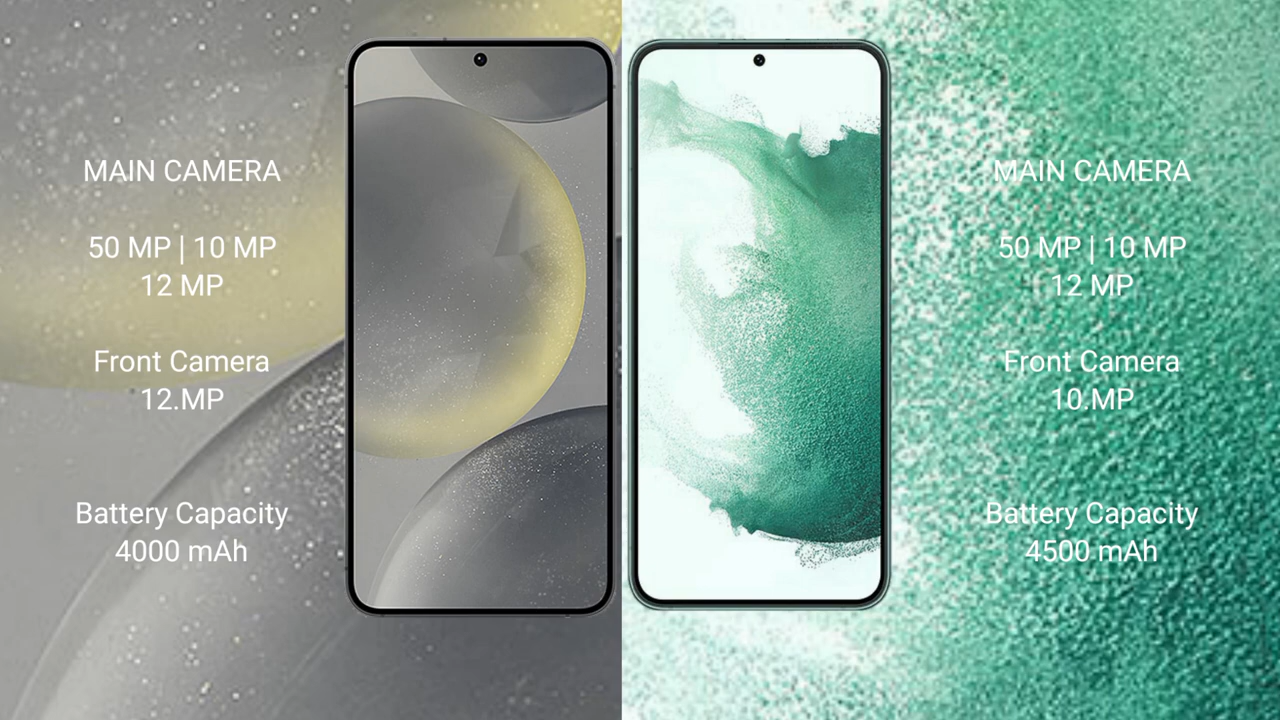 MAIN CAMERA
50 MP | 10 MP
12 MP
Front Camera
12.MP
Battery Capacity
4000 mAh
MAIN CAMERA
50 MP | 10 MP
12 MP
Front Camera
10.MP
Battery Capacity
4500 mAh